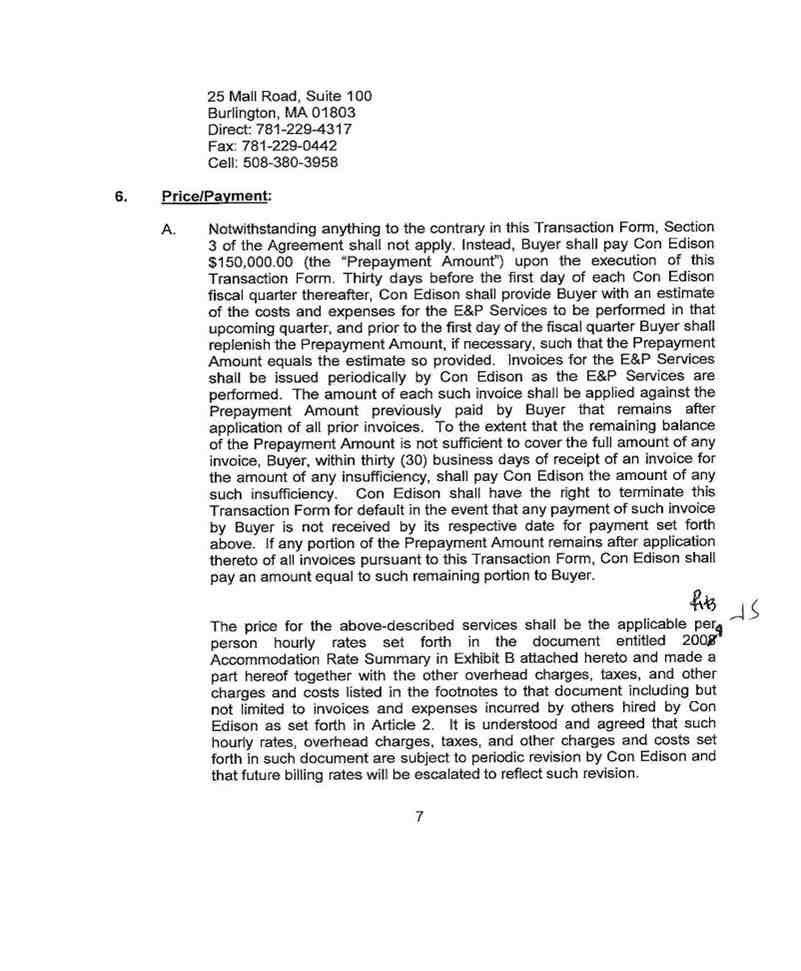 25 Mall Road, Suite 100
Burlington, MA 01803
Direct: 781-229-4317
Fax: 781-229-0442
Cell: 508-380-3958
6. Price/Payment:
A. Notwithstanding anything to the contrary in this Transaction Form, Section
3 of the Agreement shall not apply. Instead, Buyer shall pay Con Edison
$150,000.00 (the “Prepayment Amount”) upon the execution of this
Transaction Form. Thirty days before the first day of each Con Edison
fiscal quarter thereafter, Con Edison shall provide Buyer with an estimate
of the costs and expenses for the E&P Services to be performed in that
upcoming quarter, and prior to the first day of the fiscal quarter Buyer shall
replenish the Prepayment Amount, if necessary, such that the Prepayment
Amount equals the estimate so provided. Invoices for the E&P Services
shall be issued periodically by Con Edison as the E&P Services are
performed. The amount of each such invoice shall be applied against the
Prepayment Amount previously paid by Buyer that remains after
application of all prior invoices. To the extent that the remaining balance
of the Prepayment Amount is not sufficient to cover the full amount of any
invoice, Buyer, within thirty (30) business days of receipt of an invoice for
the amount of any insufficiency, shall pay Con Edison the amount of any
such insufficiency. Con Edison shall have the right to terminate this
Transaction Form for default in the event that any payment of such invoice
by Buyer is not received by its respective date for payment set forth
above. If any portion of the Prepayment Amount remains after application
thereto of all invoices pursuant to this Transaction Form, Con Edison shall
pay an amount equal to such remaining portion to Buyer.
The price for the above-described services shall be the applicable per
person hourly rates set forth in the document entitled 2009
Accommodation Rate Summary in Exhibit B attached hereto and made a
part hereof together with the other overhead charges, taxes, and other
charges and costs listed in the footnotes to that document including but
not limited to invoices and expenses incurred by others hired by Con
Edison as set forth in Article 2. It is understood and agreed that such
hourly rates, overhead charges, taxes, and other charges and costs set
forth in such document are subject to periodic revision by Con Edison and
that future billing rates will be escalated to reflect such revision.
7